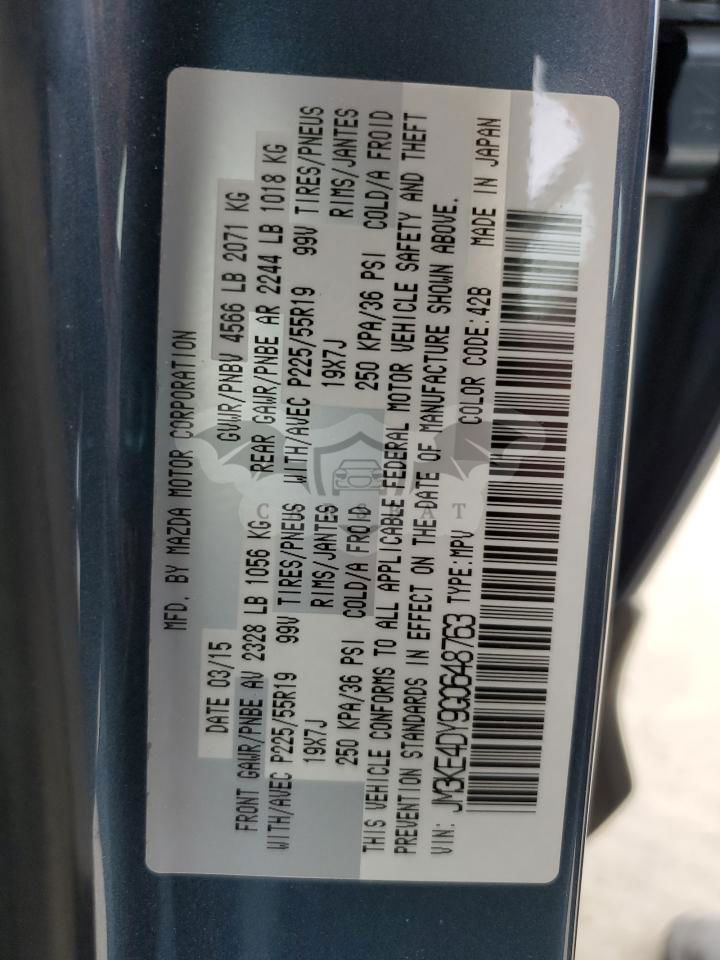 MFD. BY MAZDA MOTOR CORPORATION
DATE 03/15 GVWR/PNBV 4566 LB 2071 KG
FRONT GAWR/PNBE AV 2328 LB 1056 KG REAR GAWR/PNBE AR 2244 LB 1018 KG
WITH/AVEC P225/55R19 99V TIRES/PNEUS WITH/AVEC P225/55R19 99V TIRES/PNEUS
19X7J RIMS/JANTES 19X7J RIMS/JANTES
250 KPA/36 PSI COLD/A FROID 250 KPA/36 PSI COLD/A FROID
THIS VEHICLE CONFORMS TO ALL APPLICABLE FEDERAL MOTOR VEHICLE SAFETY AND THEFT
PREVENTION STANDARDS IN EFFECT ON THE DATE OF MANUFACTURE SHOWN ABOVE.
VIN: JM3KE4DY9G0648763 TYPE:MPV COLOR CODE:42B MADE IN JAPAN